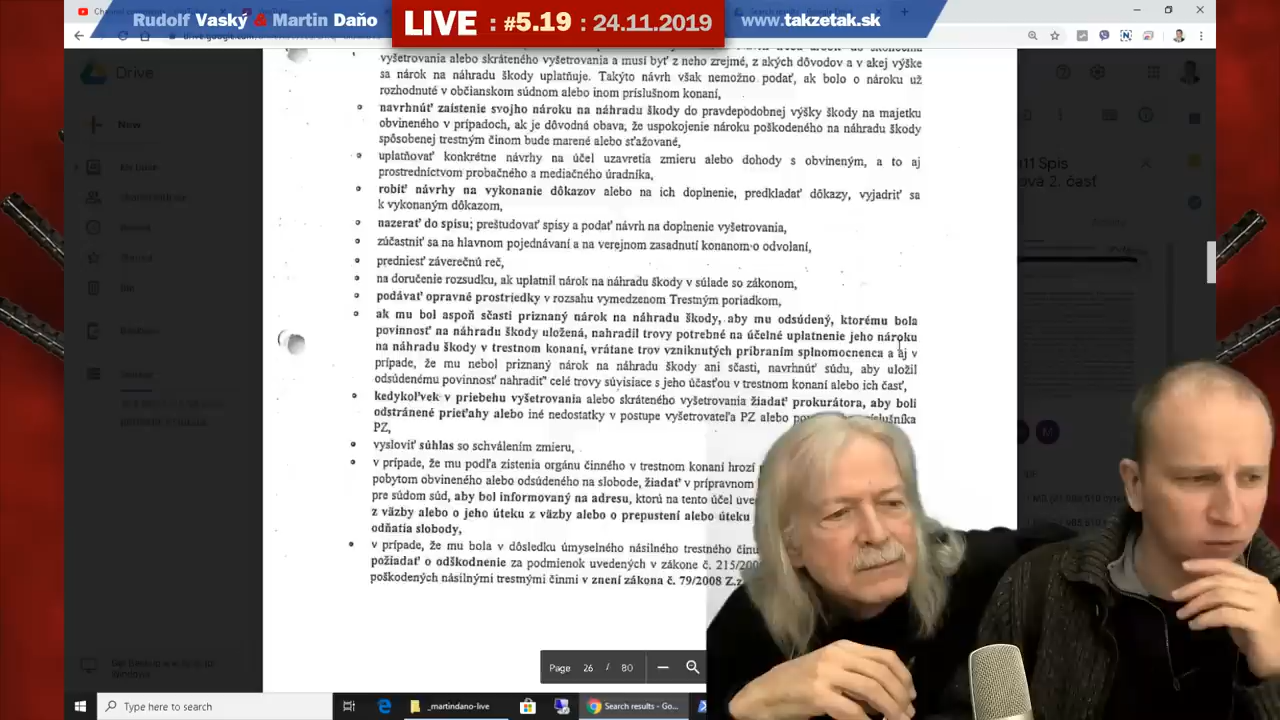 Rudolf Vaský & Martin Daňo
LIVE : #5.19 : 24.11.2019
www.takzetak.sk
Drive
New
vyšetrovania alebo skráteného vyšetrovania a musí byť z neho zrejmé, z akých dôvodov a v akej výške
sa nárok na náhradu škody uplatňuje. Takýto návrh však nemožno podať, ak bolo o nároku už
rozhodnuté v občianskom súdnom alebo inom príslušnom konaní,
navrhnúť zaistenie svojho nároku na náhradu škody do pravdepodobnej výšky škody na majetku
obvineného v prípadoch, ak je dôvodná obava, že uspokojenie nároku poškodeného na náhradu škody
spôsobenej trestným činom bude marené alebo sťažované,
uplatňovať konkrétne návrhy na účel uzavretia zmieru alebo dohody s obvineným, a to aj
prostredníctvom probačného a mediačného úradníka,
robiť návrhy na vykonanie dôkazov alebo na ich doplnenie, predkladať dôkazy, vyjadriť sa
k vykonaným dôkazom,
nazerať do spisu; preštudovať spisy a podať návrh na doplnenie vyšetrovania,
zúčastniť sa na hlavnom pojednávaní a na verejnom zasadnutí konanom o odvolaní,
predniesť záverečnú reč,
na doručenie rozsudku, ak uplatnil nárok na náhradu škody v súlade so zákonom,
podávať opravné prostriedky v rozsahu vymedzenom Trestným poriadkom,
ak mu bol aspoň sčasti priznaný nárok na náhradu škody, aby mu odsúdený, ktorému bola
povinnosť na náhradu škody uložená, nahradil trovy potrebné na účelné uplatnenie jeho nároku
na náhradu škody v trestnom konaní, vrátane trov vzniknutých pribraním splnomocnenca a aj v
prípade, že mu nebol priznaný nárok na náhradu škody ani sčasti, navrhnúť súdu, aby uložil
odsúdenému povinnosť nahradiť celé trovy súvisiace s jeho účasťou v trestnom konaní alebo ich časť,
kedykoľvek v priebehu vyšetrovania alebo skráteného vyšetrovania žiadať prokurátora, aby boli
odstránené prieťahy alebo iné nedostatky v postupe vyšetrovateľa PZ alebo
PZ,
vysloviť súhlas so schválením zmieru,
v prípade, že mu podľa zistenia orgánu činného v trestnom konaní hrozí
pobytom obvineného alebo odsúdeného na slobode, žiadať v prípravnom
pre súdom súd, aby bol informovaný na adresu, ktorú na tento účel
z väzby alebo o jeho úteku z väzby alebo o prepustení alebo úteku
odňatia slobody,
v prípade, že mu bola v dôsledku úmyselného násilného trestného činu
požiadať o odškodnenie za podmienok uvedených v zákone č.
poškodených násilnými tresmými činmi v znení zákona č. 79/2008
Page 26 / 80
Type here to search
_martindano-live
Search results - Go...